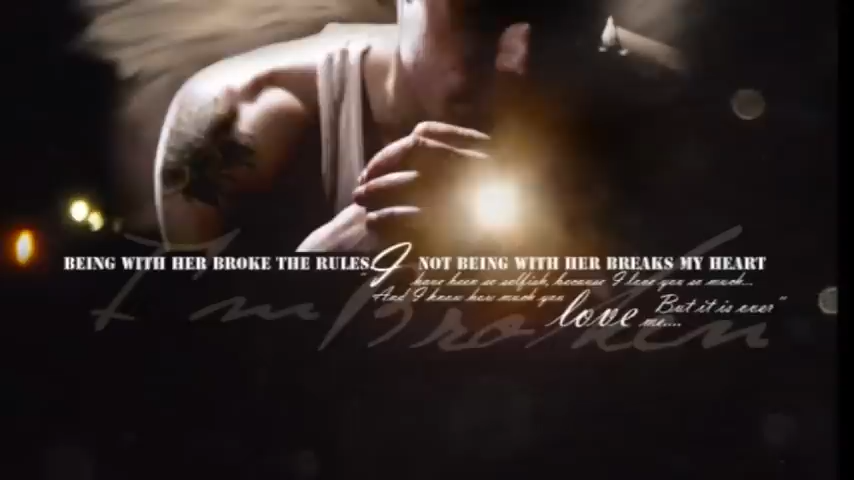 BEING WITH HER BROKE THE RULES, NOT BEING WITH HER BREAKS MY HEART
"I have been so selfish, because I love you so much...
And I know how much you love me.... But it is over"
I'm Broken